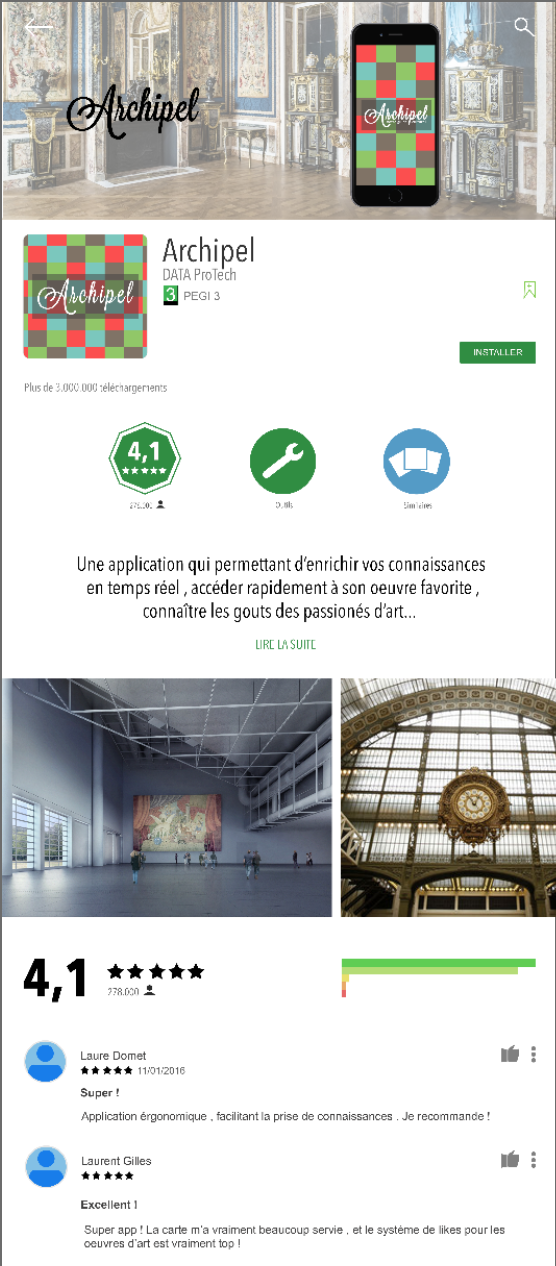 Archipel
Archipel
Archipel
Archipel
DATA ProTech
3 PEGI 3
INSTALLER
Plus de 3.000.000 téléchargements
4,1
Outils
Similaires
Une application qui permettant d'enrichir vos connaissances
en temps réel , accéder rapidement à son oeuvre favorite ,
connaître les gouts des passionés d'art...
LIRE LA SUITE
4,1
278.000
Laure Domet
11/01/2016
Super !
Application érgonomique , facilitant la prise de connaissances . Je recommande !
Laurent Gilles
Excellent !
Super app ! La carte m'a vraiment beaucoup servie , et le système de likes pour les
oeuvres d'art est vraiment top !